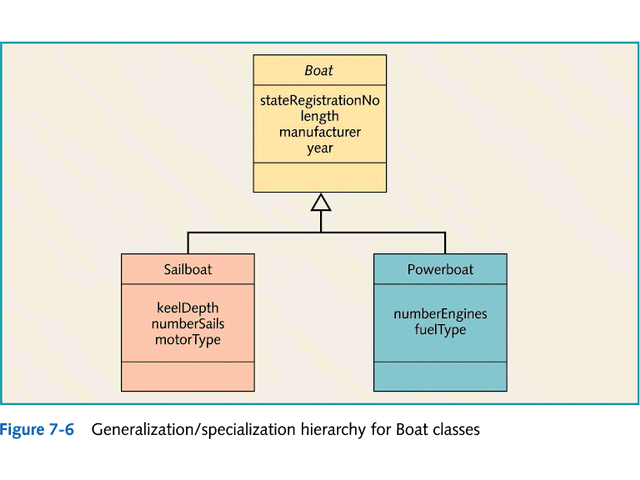 Boat
stateRegistrationNo
length
manufacturer
year
Sailboat
keelDepth
numberSails
motorType
Powerboat
numberEngines
fuelType
Figure 7-6 Generalization/specialization hierarchy for Boat classes